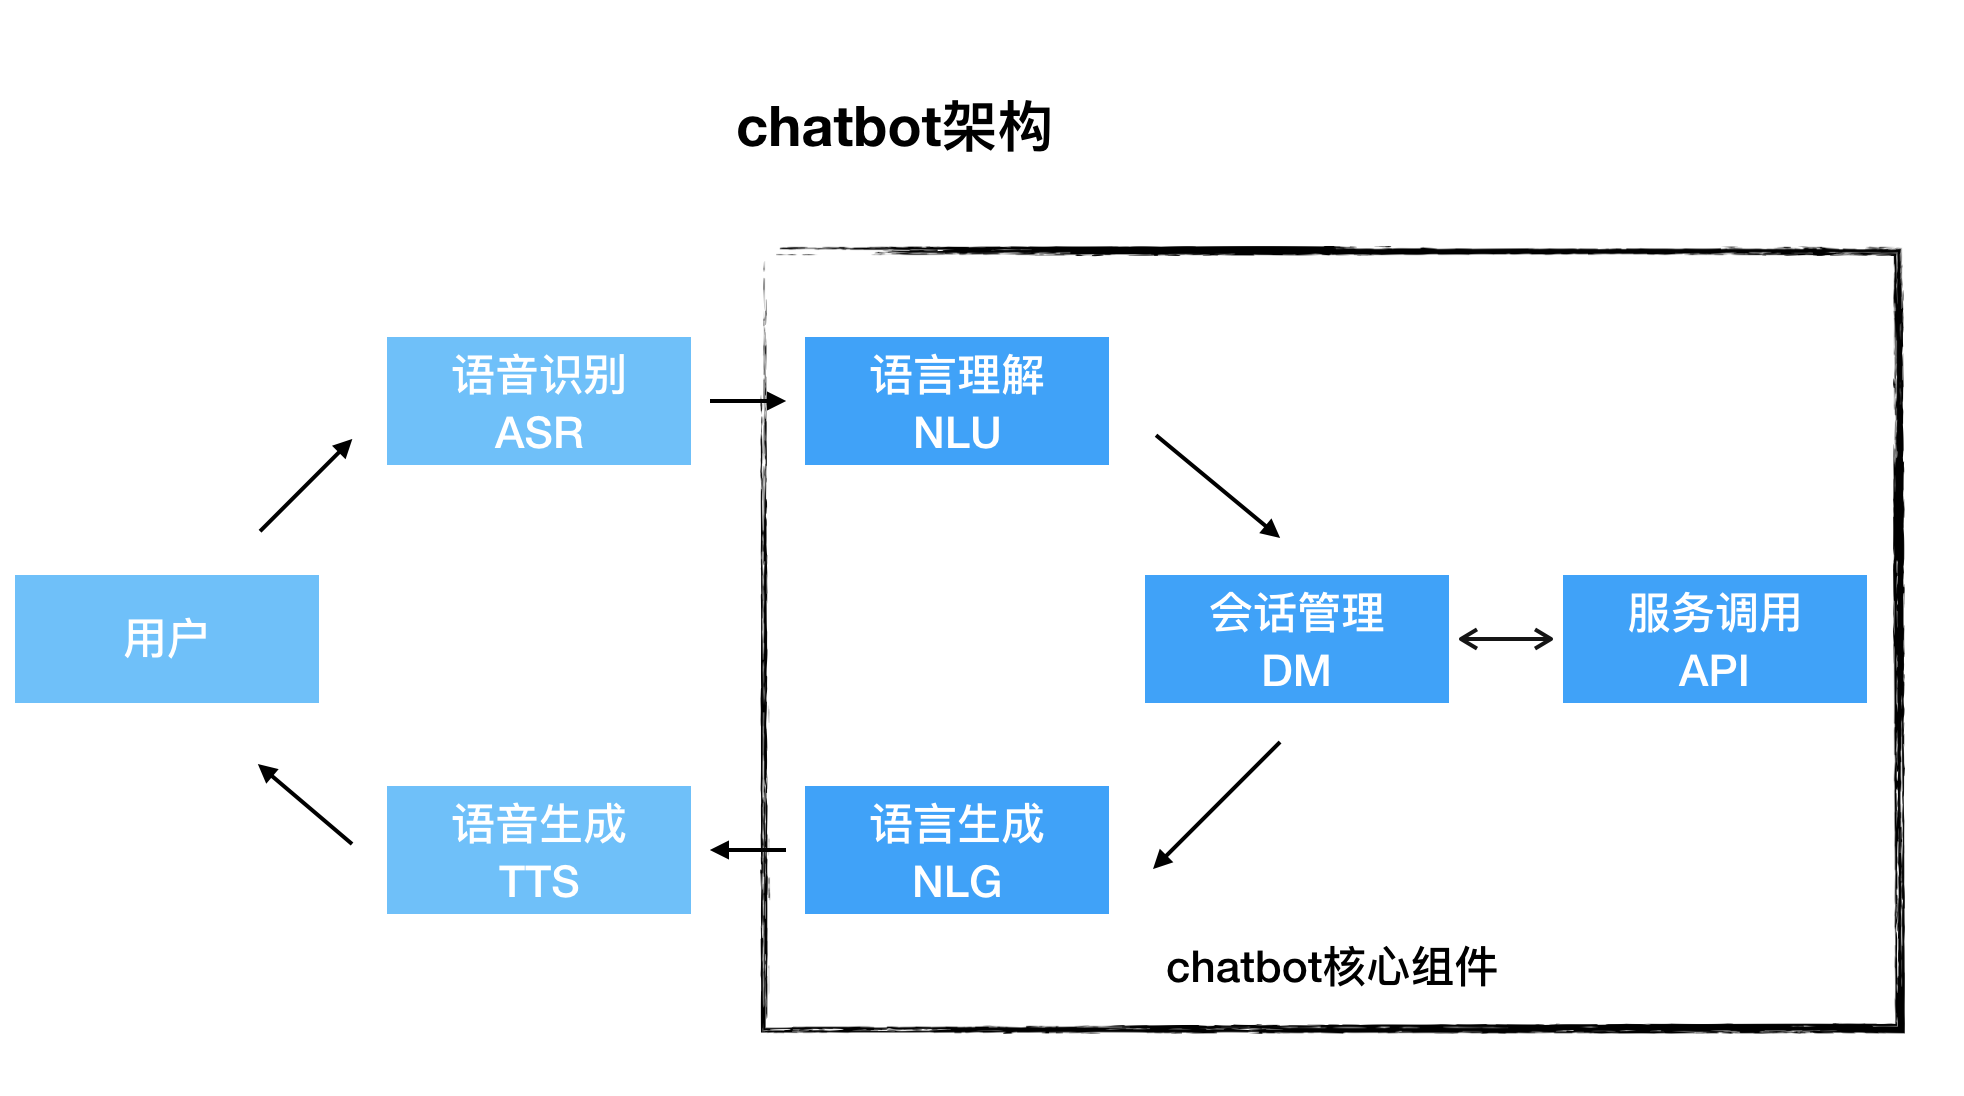 chatbot架构
语音识别
ASR
语言理解
NLU
用户
会话管理
DM
服务调用
API
语音生成
TTS
语言生成
NLG
chatbot核心组件